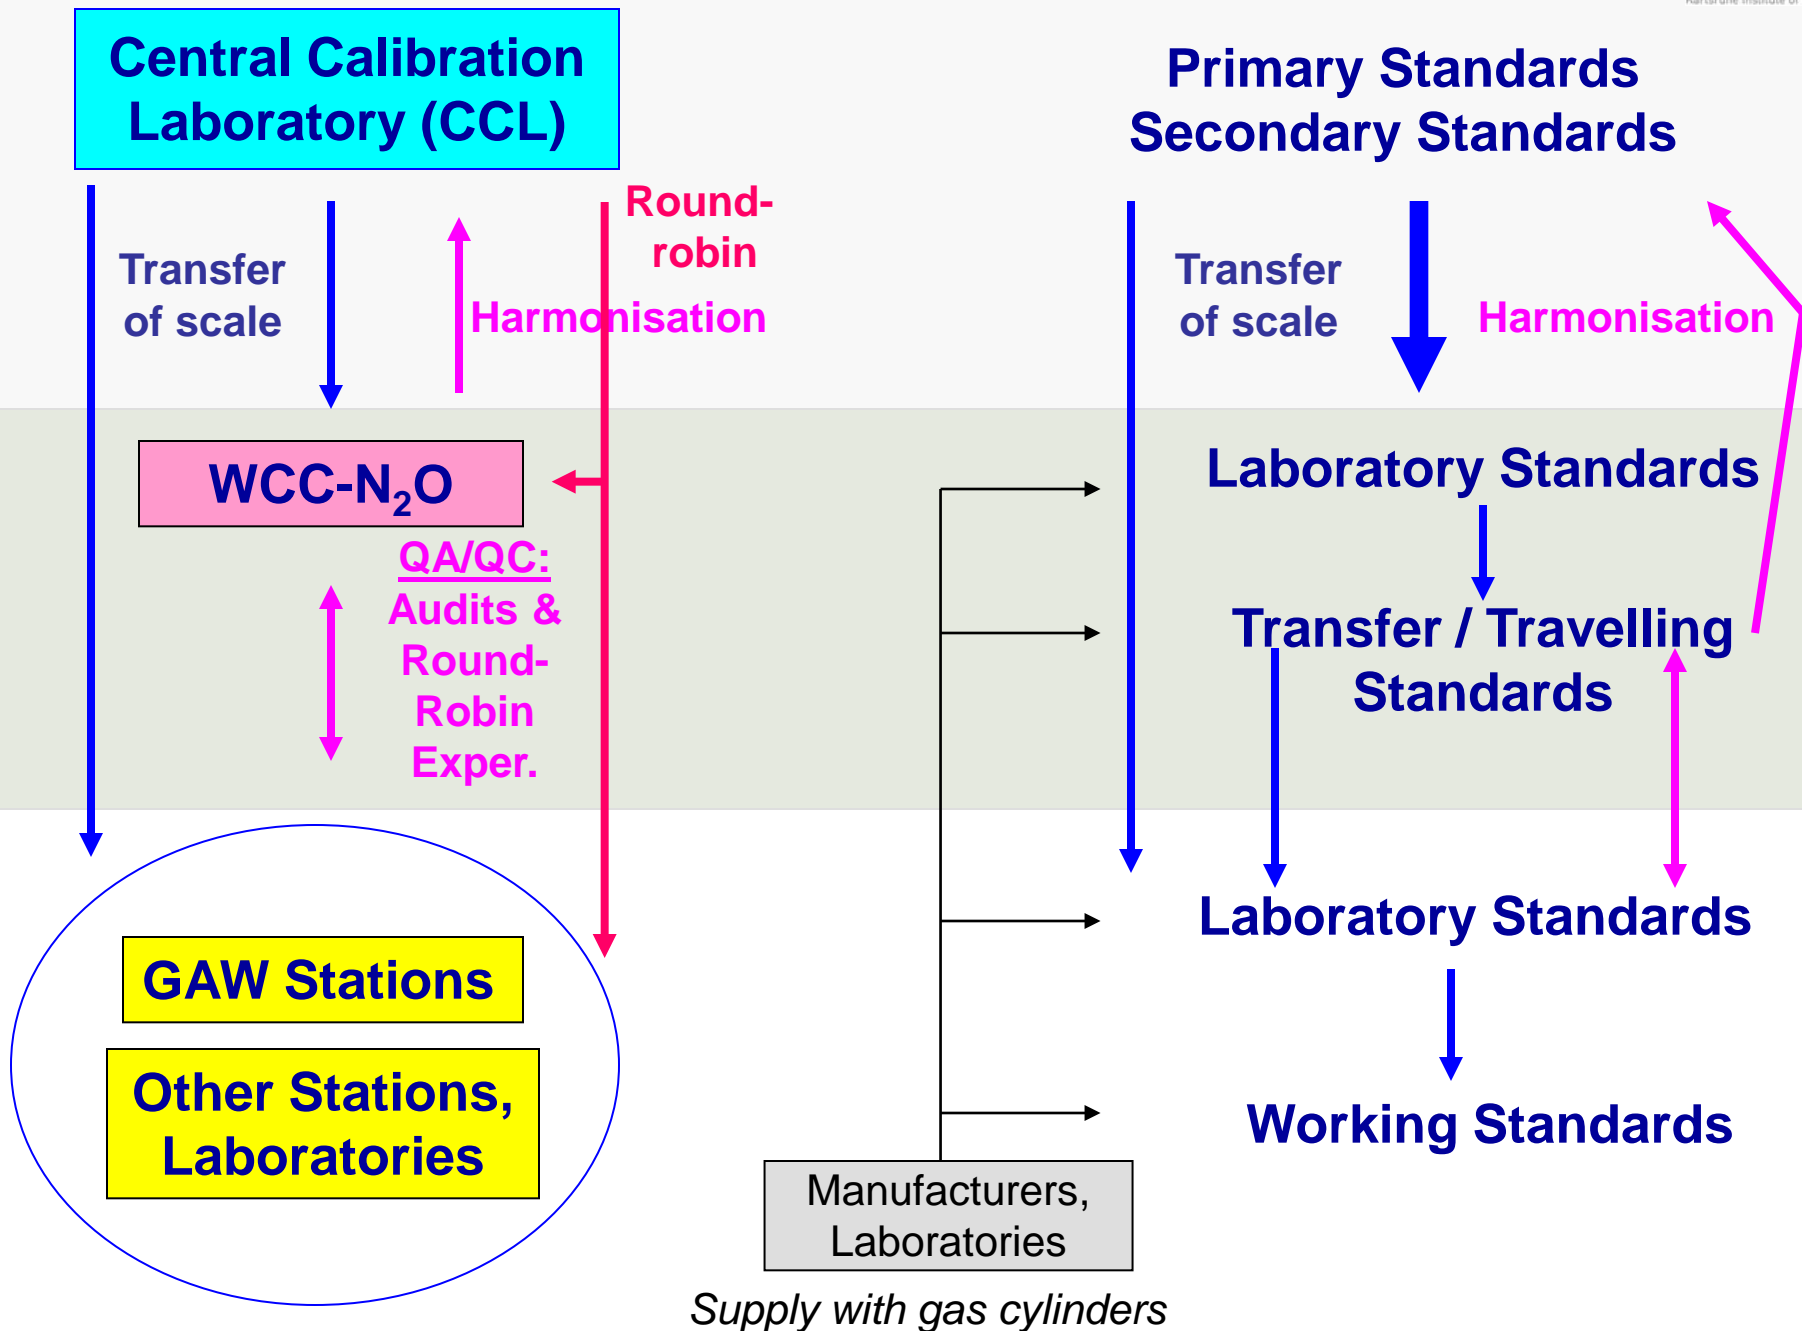 Central Calibration
Laboratory (CCL)
Primary Standards
Secondary Standards
Round-
robin
Transfer
of scale
Harmonisation
Transfer
of scale
Harmonisation
WCC-N₂O
Laboratory Standards
QA/QC:
Audits &
Round-
Robin
Exper.
Transfer / Travelling
Standards
Laboratory Standards
GAW Stations
Other Stations,
Laboratories
Working Standards
Manufacturers,
Laboratories
Supply with gas cylinders